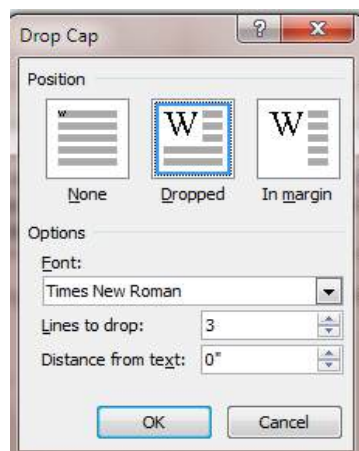 Drop Cap
?
X
Position
W W W
None Dropped In margin
Options
Font:
Times New Roman
Lines to drop: 3
Distance from text: 0"
OK Cancel